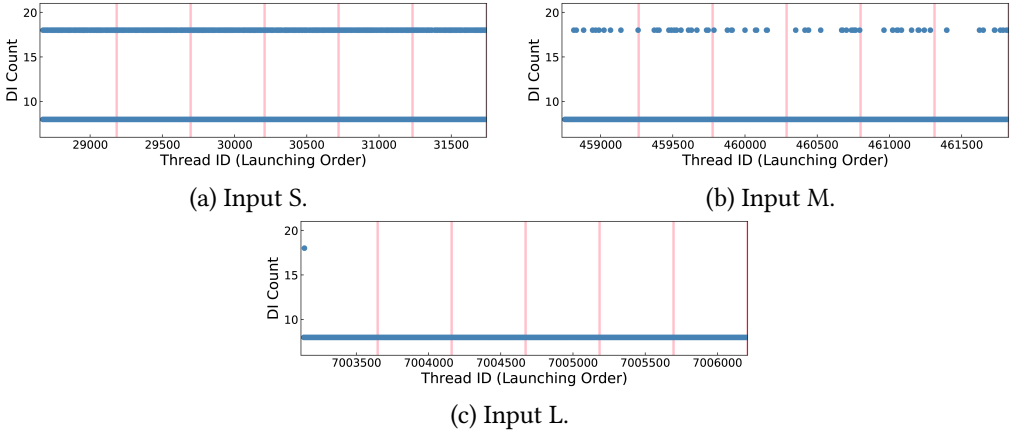 20
15
10
DI Count
29000 29500 30000 30500 31000 31500
Thread ID (Launching Order)
(a) Input S.
20
15
10
DI Count
459000 459500 460000 460500 461000 461500
Thread ID (Launching Order)
(b) Input M.
20
15
10
DI Count
7003500 7004000 7004500 7005000 7005500 7006000
Thread ID (Launching Order)
(c) Input L.